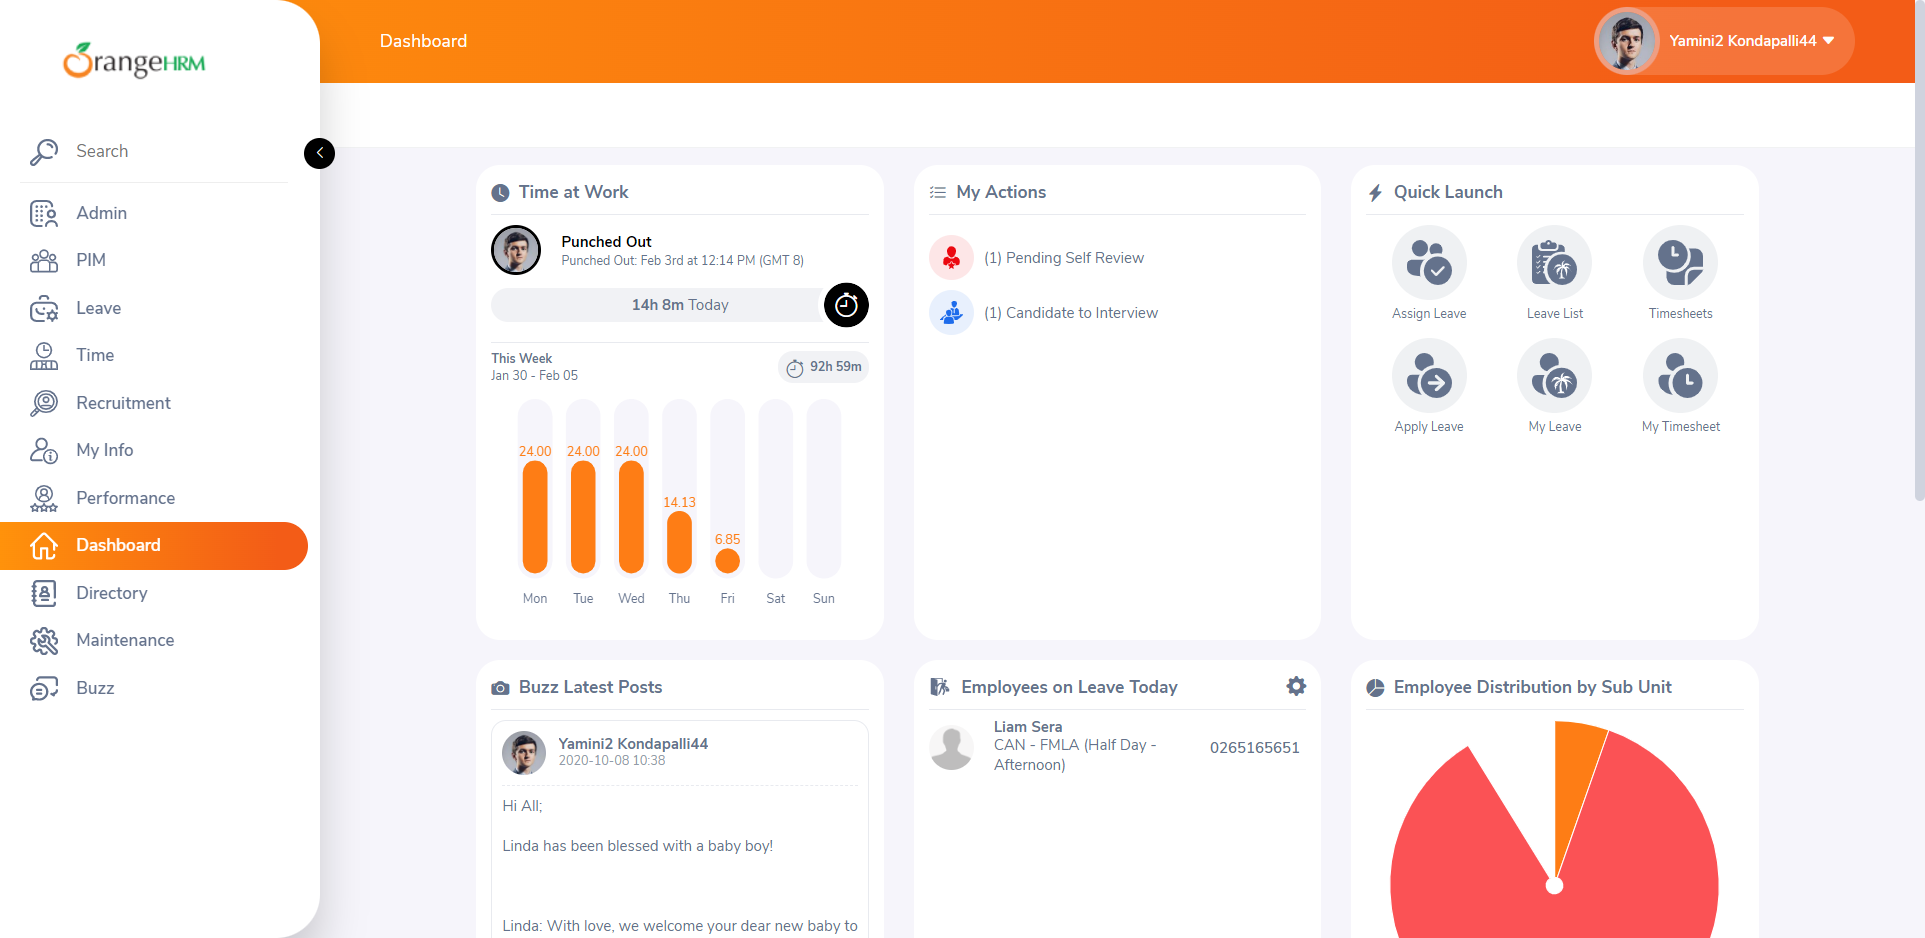 OrangeHRM
Dashboard
Yamini2 Kondapalli44
Search
Admin
PIM
Leave
Time
Recruitment
My Info
Performance
Dashboard
Directory
Maintenance
Buzz
Time at Work
Punched Out
Punched Out: Feb 3rd at 12:14 PM (GMT 8)
14h 8m Today
This Week
Jan 30 - Feb 05
92h 59m
24.00 24.00 24.00
14.13
6.85
Mon Tue Wed Thu Fri Sat Sun
My Actions
(1) Pending Self Review
(1) Candidate to Interview
Quick Launch
Assign Leave
Leave List
Timesheets
Apply Leave
My Leave
My Timesheet
Buzz Latest Posts
Yamini2 Kondapalli44
2020-10-08 10:38
Hi All;
Linda has been blessed with a baby boy!
Linda: With love, we welcome your dear new baby to
Employees on Leave Today
Liam Sera
CAN - FMLA (Half Day -
Afternoon)
0265165651
Employee Distribution by Sub Unit